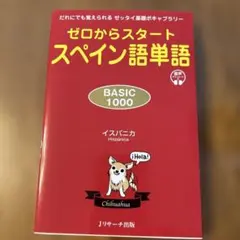 だれにでも覚えられるゼッタイ基礎ボキャブラリー
ゼロからスタート
スペイン語単語
BASIC
1000
イスパニカ
HISPÁNICA
¡Hola!
Chihuahua
Jリサーチ出版